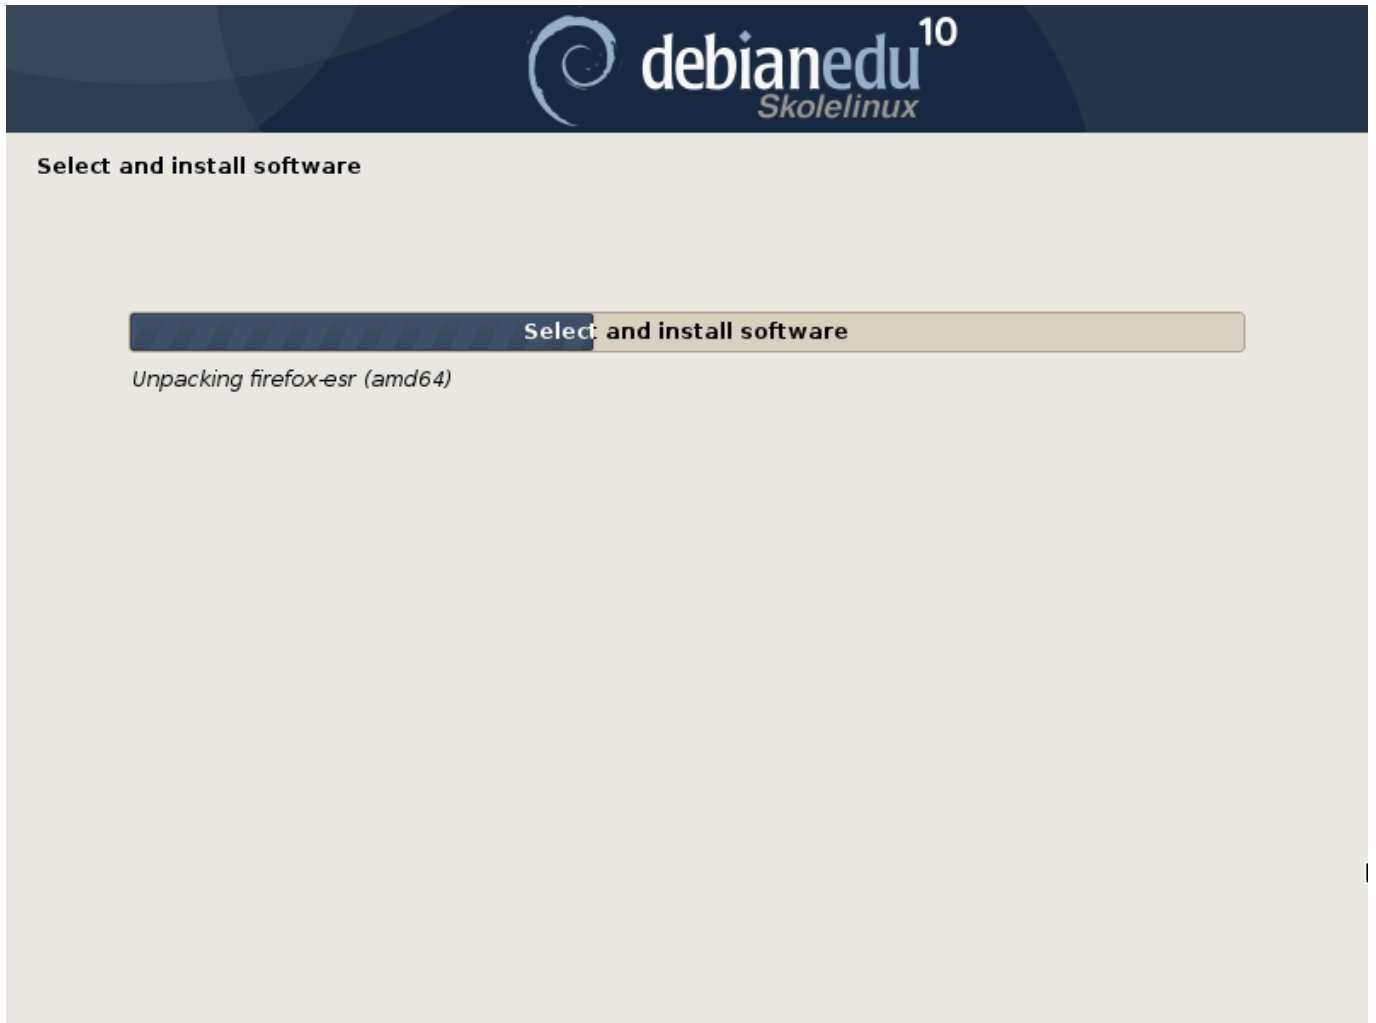 debianedu 10
Skolelinux
Select and install software
Select and install software
Unpacking firefox-esr (amd64)